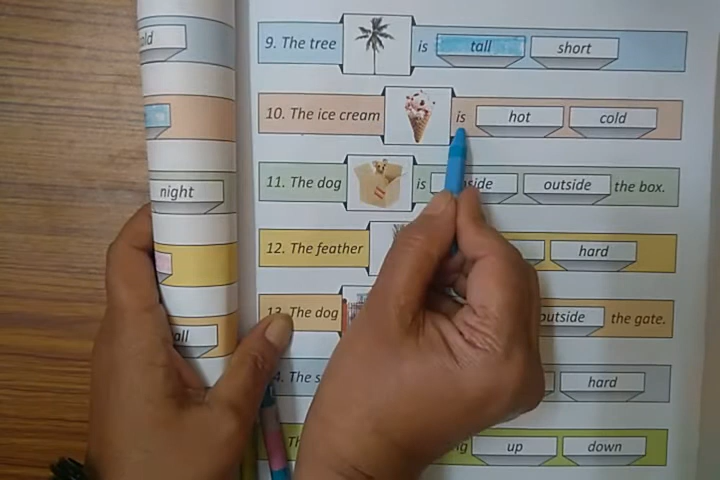 9. The tree is tall short
10. The ice cream is hot cold
11. The dog is outside the box.
night
12. The feather hard
13. The dog outside the gate.
all
hard
up down